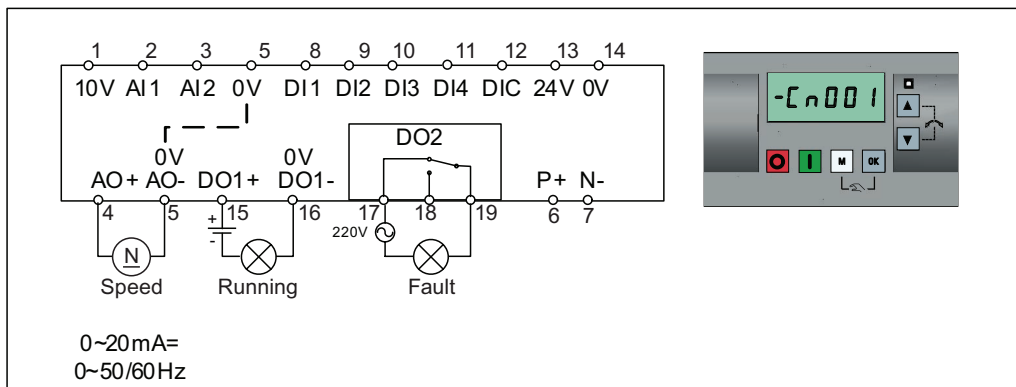 1 2 3 5 8 9 10 11 12 13 14
10V AI1 AI2 0V DI1 DI2 DI3 DI4 DIC 24V 0V
DO2
0V 0V
AO+ AO- DO1+ DO1- P+ N-
4 5 15 16 17 18 19 6 7
+
-
220V
N
Speed Running Fault
0~20mA=
0~50/60Hz
-Cn001
M OK